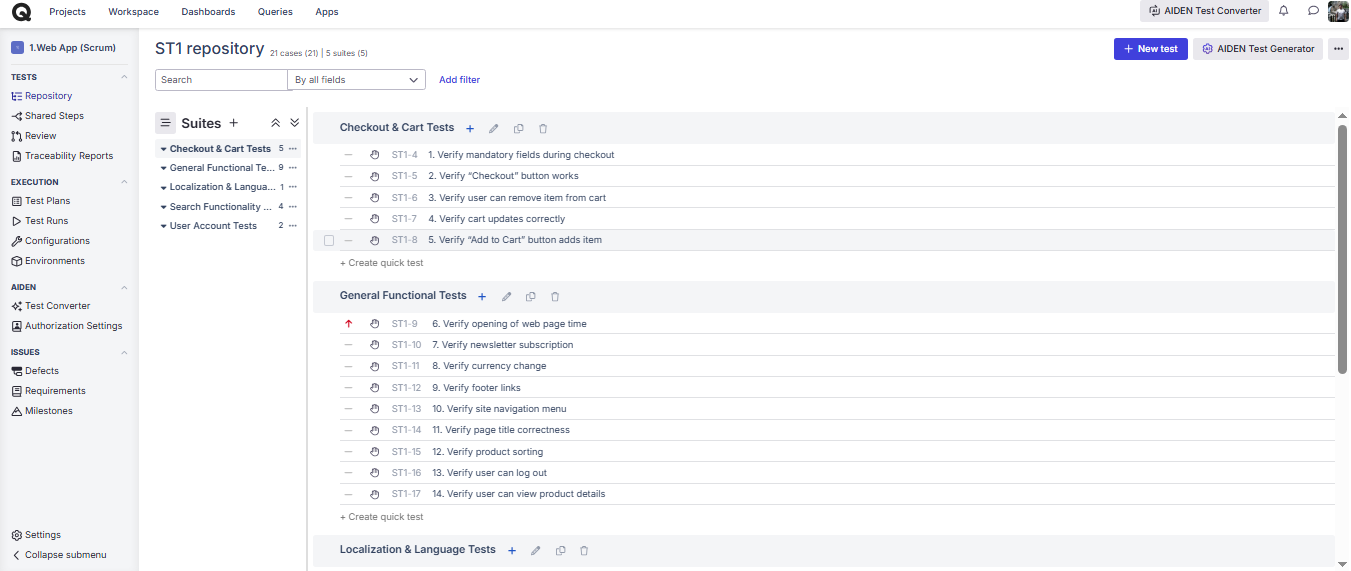 Projects
Workspace
Dashboards
Queries
Apps
AIDEN Test Converter
1.Web App (Scrum)
TESTS
Repository
Shared Steps
Review
Traceability Reports
EXECUTION
Test Plans
Test Runs
Configurations
Environments
AIDEN
Test Converter
Authorization Settings
ISSUES
Defects
Requirements
Milestones
Settings
Collapse submenu
ST1 repository 21 cases (21) | 5 suites (5)
+ New test
AIDEN Test Generator
Search
By all fields
Add filter
Suites
Checkout & Cart Tests 5
General Functional Te... 9
Localization & Langua... 1
Search Functionality ... 4
User Account Tests 2
Checkout & Cart Tests
ST1-4 1. Verify mandatory fields during checkout
ST1-5 2. Verify “Checkout” button works
ST1-6 3. Verify user can remove item from cart
ST1-7 4. Verify cart updates correctly
ST1-8 5. Verify “Add to Cart” button adds item
+ Create quick test
General Functional Tests
ST1-9 6. Verify opening of web page time
ST1-10 7. Verify newsletter subscription
ST1-11 8. Verify currency change
ST1-12 9. Verify footer links
ST1-13 10. Verify site navigation menu
ST1-14 11. Verify page title correctness
ST1-15 12. Verify product sorting
ST1-16 13. Verify user can log out
ST1-17 14. Verify user can view product details
+ Create quick test
Localization & Language Tests